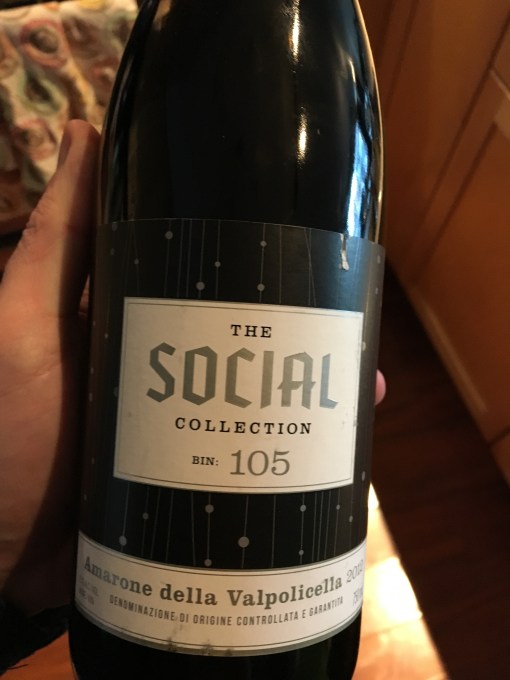 THE
SOCIAL
COLLECTION
BIN: 105
Amarone della Valpolicella
DENOMINAZIONE DI ORIGINE CONTROLLATA E GARANTITA